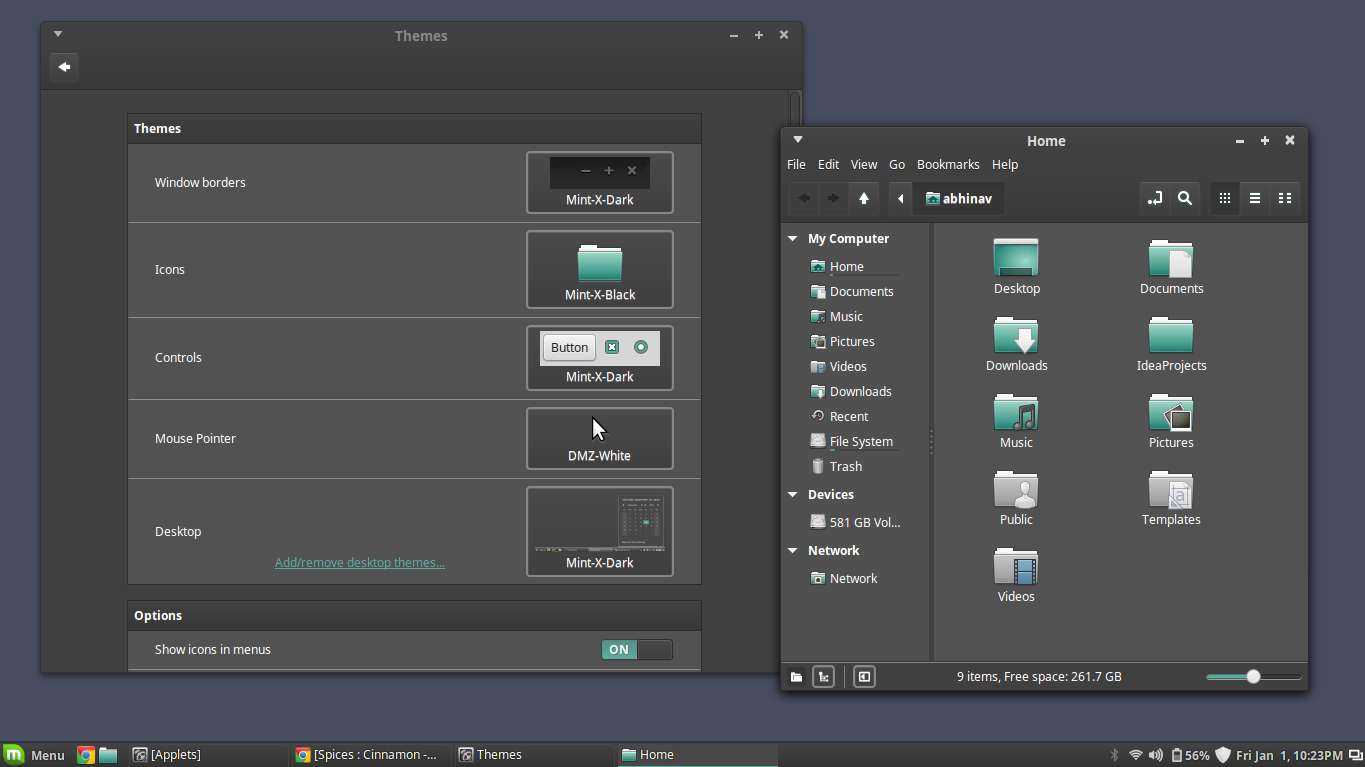 Themes
Themes
Window borders
Mint-X-Dark
Icons
Mint-X-Black
Controls
Button
Mint-X-Dark
Mouse Pointer
DMZ-White
Desktop
Add/remove desktop themes...
Mint-X-Dark
Options
Show icons in menus
ON
Home
File Edit View Go Bookmarks Help
abhinav
My Computer
Home
Documents
Music
Pictures
Videos
Downloads
Recent
File System
Trash
Devices
581 GB Vol...
Network
Network
Desktop
Documents
Downloads
IdeaProjects
Music
Pictures
Public
Templates
Videos
9 items, Free space: 261.7 GB
Menu [Applets] [Spices : Cinnamon -... Themes Home 56% Fri Jan 1, 10:23PM